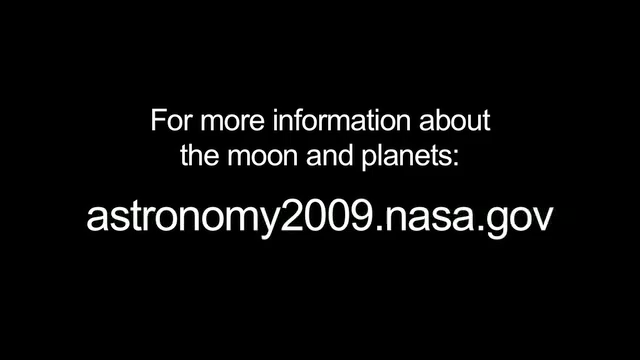 For more information about
the moon and planets:
astronomy2009.nasa.gov